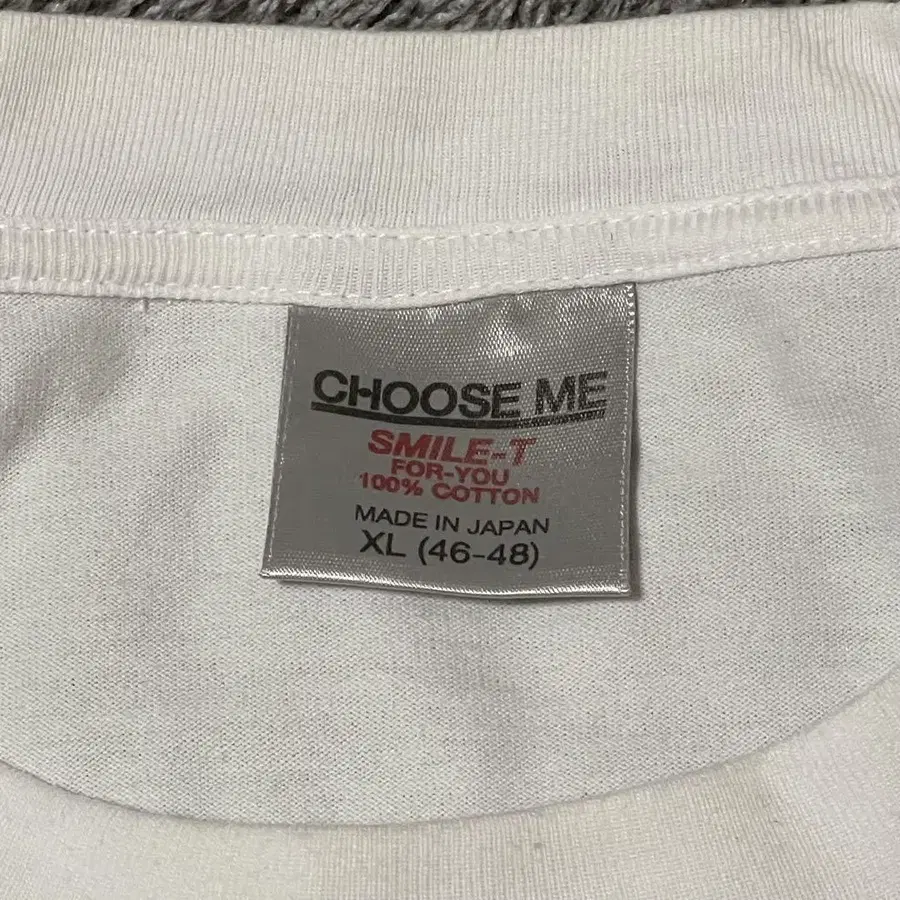 CHOOSE ME
SMILE-T
FOR-YOU
100% COTTON
MADE IN JAPAN
XL (46-48)